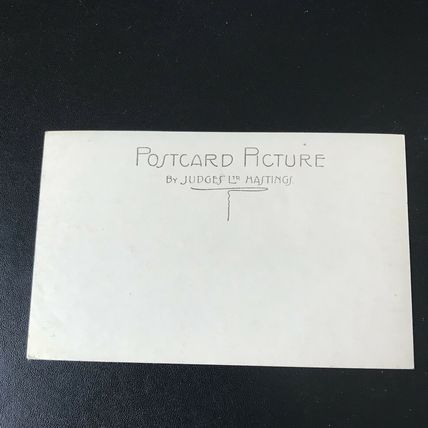 POSTCARD PICTURE
BY JUDGES' LTD HASTINGS.